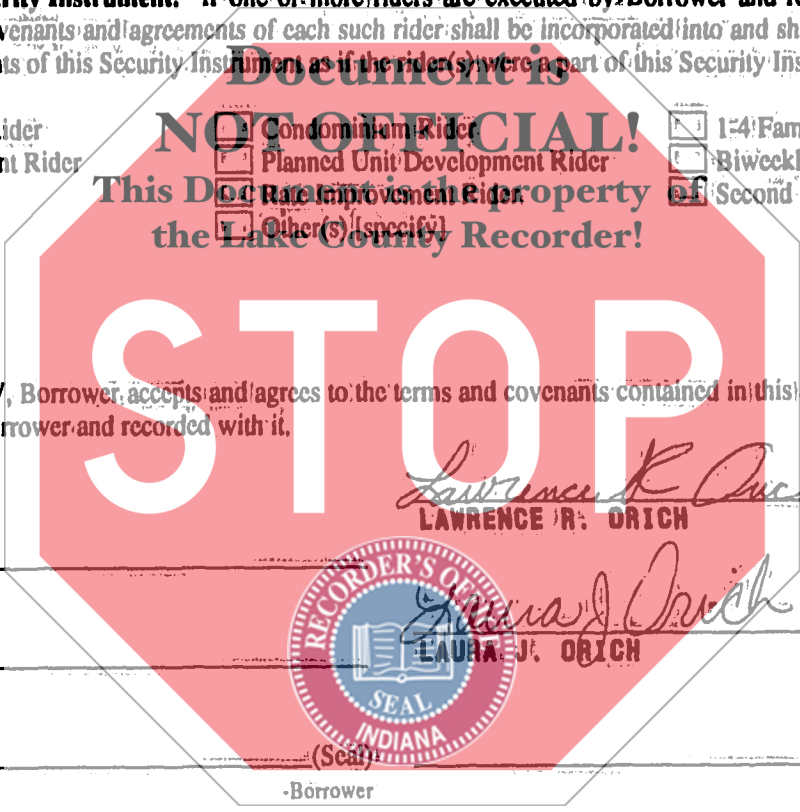 rity Instrument. If one or more riders are executed by Borrower and
venants and agreements of each such rider shall be incorporated into and sh
ts of this Security Instrument as if the rider(s) were a part of this Security Ins
Document is
NOT OFFICIAL!
This Document is the property of
the Lake County Recorder!
ider
Condominium Rider
1-4 Fam
nt Rider
Planned Unit Development Rider
Biweekl
Rate Improvement Rider
Second
Other(s) [specify]
STOP
, Borrower accepts and agrees to the terms and covenants contained in this
rrower and recorded with it.
Lawrence R Oric
LAWRENCE R. ORICH
Laura J Orich
LAURA J. ORICH
RECORDER'S OFFICE
SEAL
INDIANA
(Seal)
-Borrower